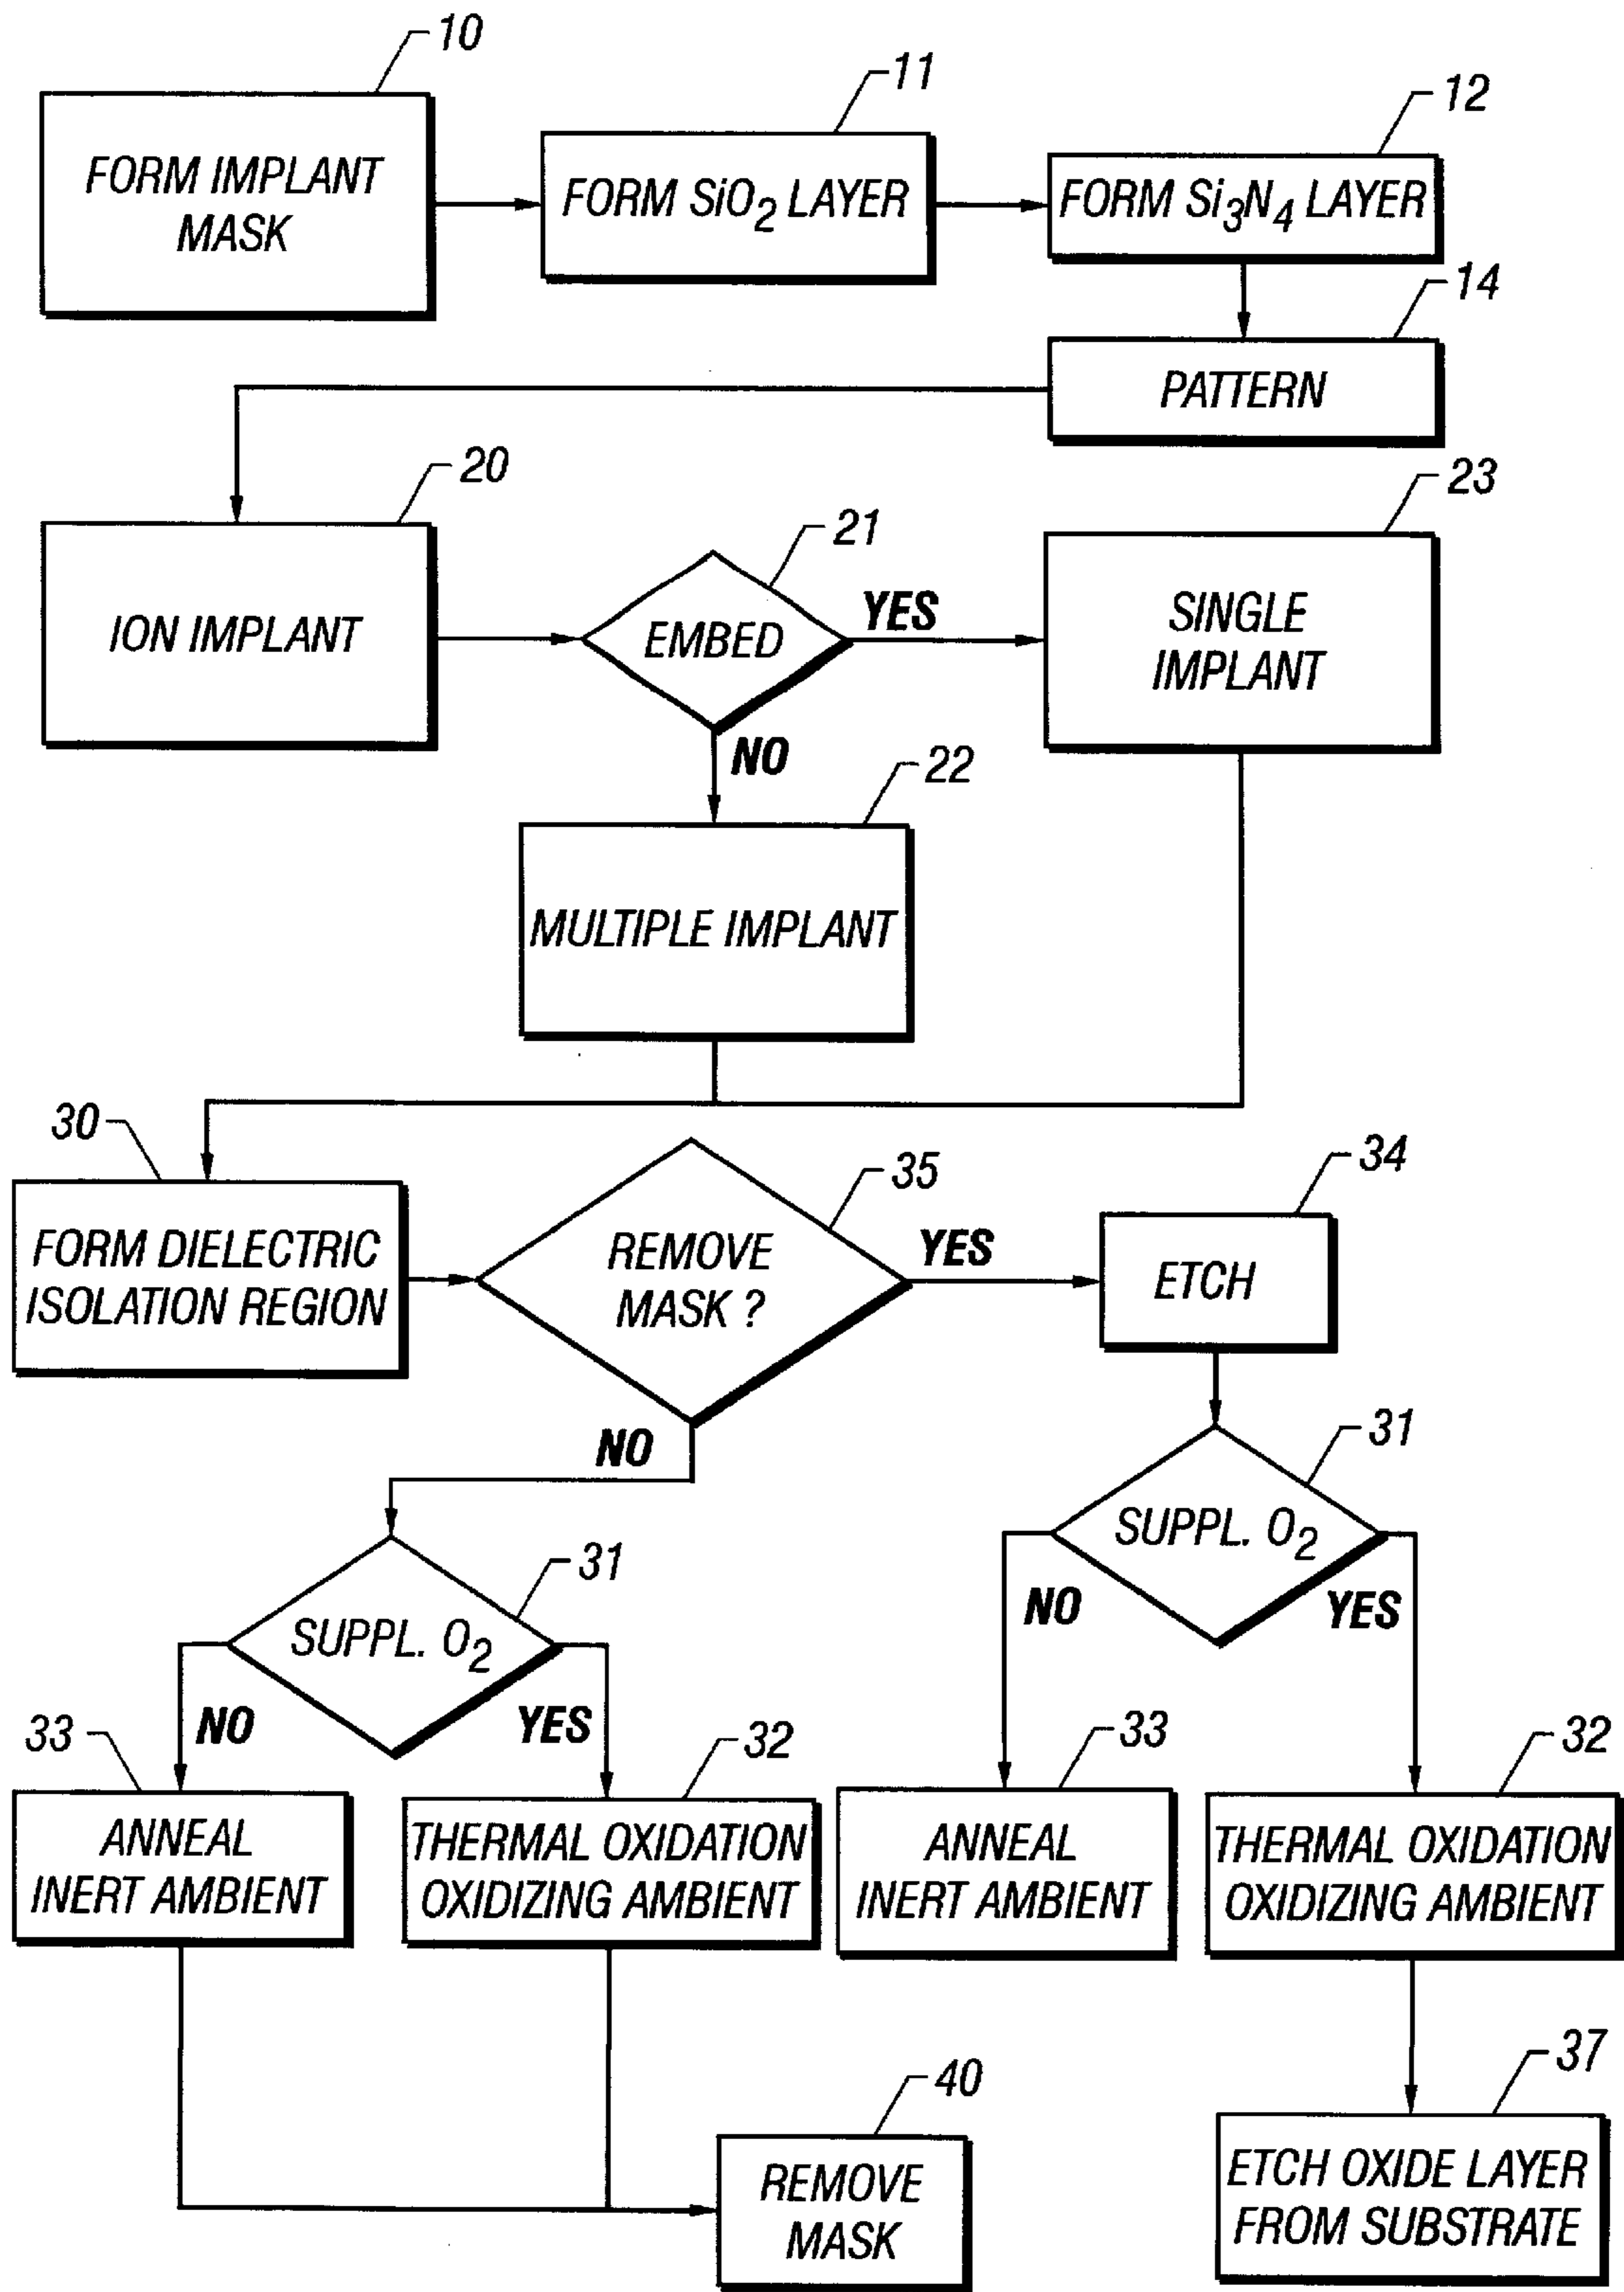 10
FORM IMPLANT
MASK
11
FORM SiO2 LAYER
12
FORM Si3N4 LAYER
14
PATTERN
20
ION IMPLANT
21
EMBED
YES
NO
23
SINGLE
IMPLANT
22
MULTIPLE IMPLANT
30
FORM DIELECTRIC
ISOLATION REGION
35
REMOVE
MASK ?
YES
NO
34
ETCH
31
SUPPL. O2
NO
YES
31
SUPPL. O2
NO
YES
33
ANNEAL
INERT AMBIENT
32
THERMAL OXIDATION
OXIDIZING AMBIENT
33
ANNEAL
INERT AMBIENT
32
THERMAL OXIDATION
OXIDIZING AMBIENT
40
REMOVE
MASK
37
ETCH OXIDE LAYER
FROM SUBSTRATE